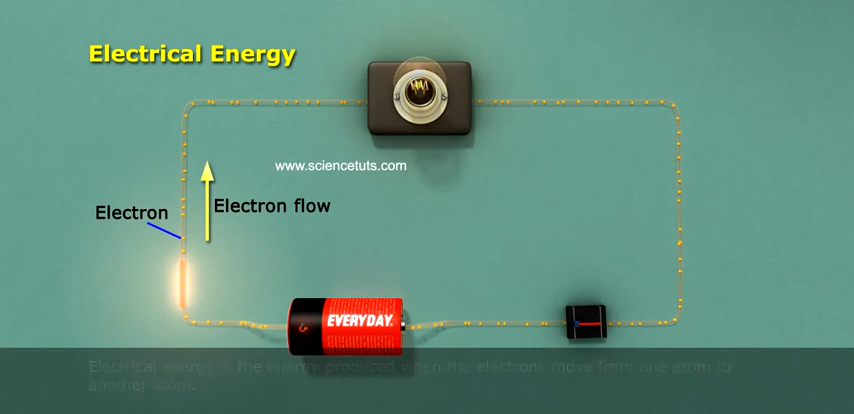 Electrical Energy
www.sciencetuts.com
Electron flow
Electron
EVERYDAY
Electrical energy is the energy produced when the electrons move from one atom to
another atom.